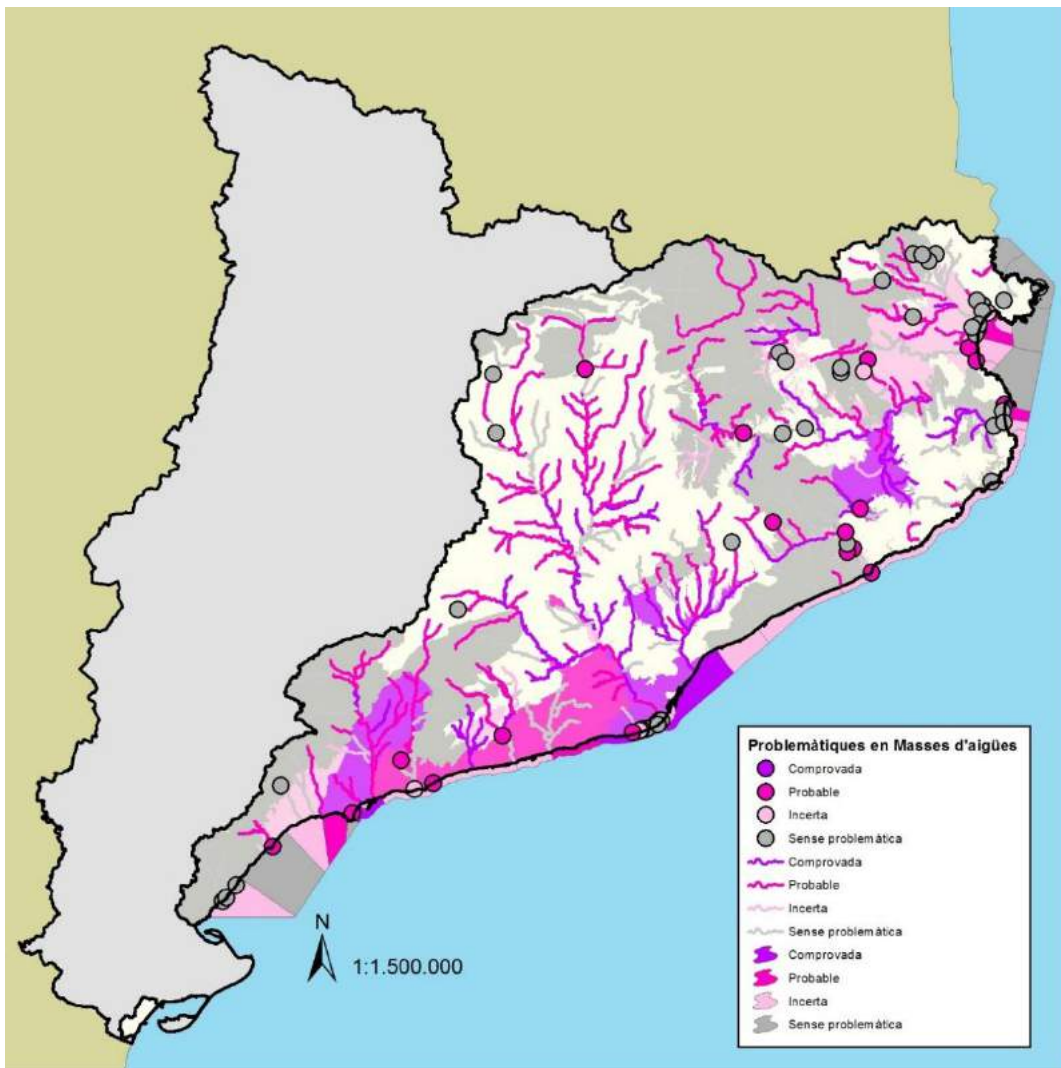 N
1:1.500.000
Problemàtiques en Masses d'aigües
Comprovada
Probable
Incerta
Sense problemàtica
Comprovada
Probable
Incerta
Sense problemàtica
Comprovada
Probable
Incerta
Sense problemàtica